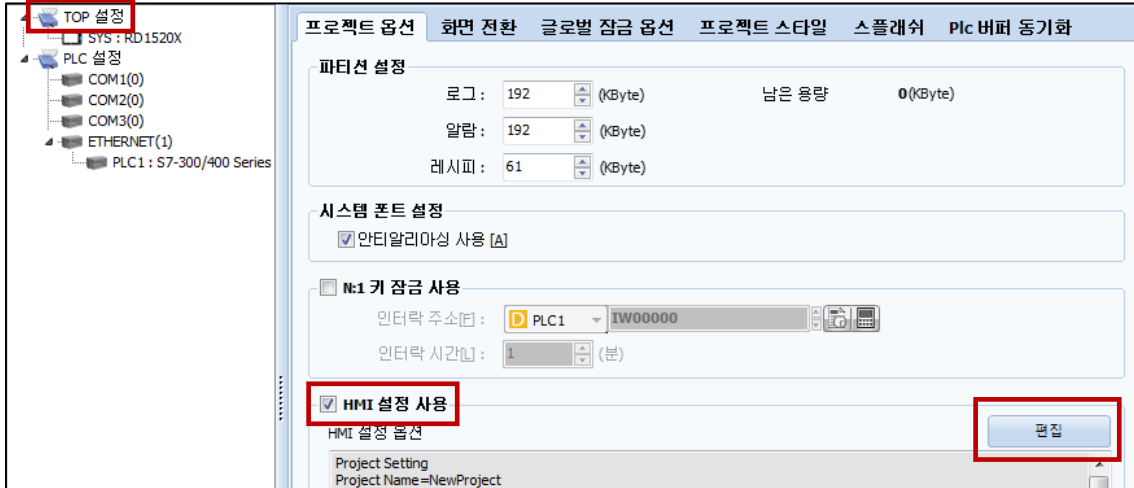 TOP 설정
SYS : RD1520X
PLC 설정
COM1(0)
COM2(0)
COM3(0)
ETHERNET(1)
PLC1 : S7-300/400 Series
프로젝트 옵션 화면 전환 글로벌 잠금 옵션 프로젝트 스타일 스플래쉬 Plc 버퍼 동기화
파티션 설정
로그 : 192 (KByte) 남은 용량 0(KByte)
알람 : 192 (KByte)
레시피 : 61 (KByte)
시스템 폰트 설정
안티알리아싱 사용 [A]
N:1 키 잠금 사용
인터락 주소[F] : D PLC1 IW00000
인터락 시간[L] : 1 (분)
HMI 설정 사용
HMI 설정 옵션 편집
Project Setting
Project Name=NewProject